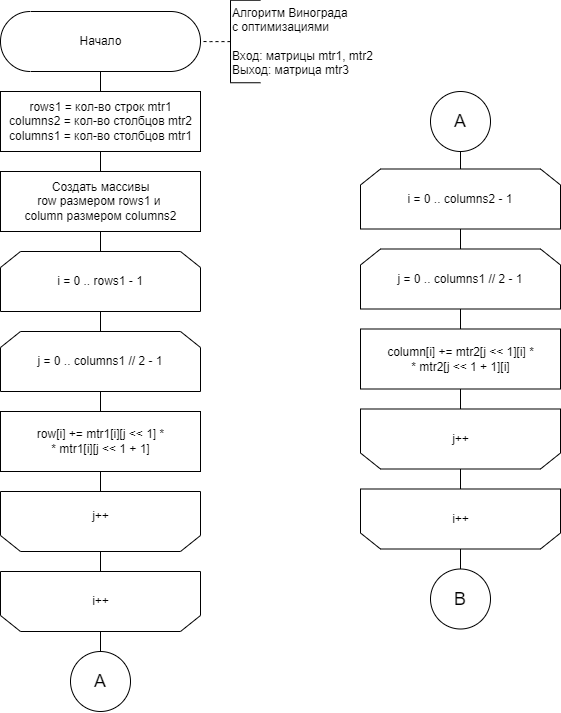 Начало
Алгоритм Винограда
с оптимизациями
Вход: матрицы mtr1, mtr2
Выход: матрица mtr3
rows1 = кол-во строк mtr1
columns2 = кол-во столбцов mtr2
columns1 = кол-во столбцов mtr1
Создать массивы
row размером rows1 и
column размером columns2
i = 0 .. rows1 - 1
j = 0 .. columns1 // 2 - 1
row[i] += mtr1[i][j << 1] *
* mtr1[i][j << 1 + 1]
j++
i++
A
A
i = 0 .. columns2 - 1
j = 0 .. columns1 // 2 - 1
column[i] += mtr2[j << 1][i] *
* mtr2[j << 1 + 1][i]
j++
i++
B